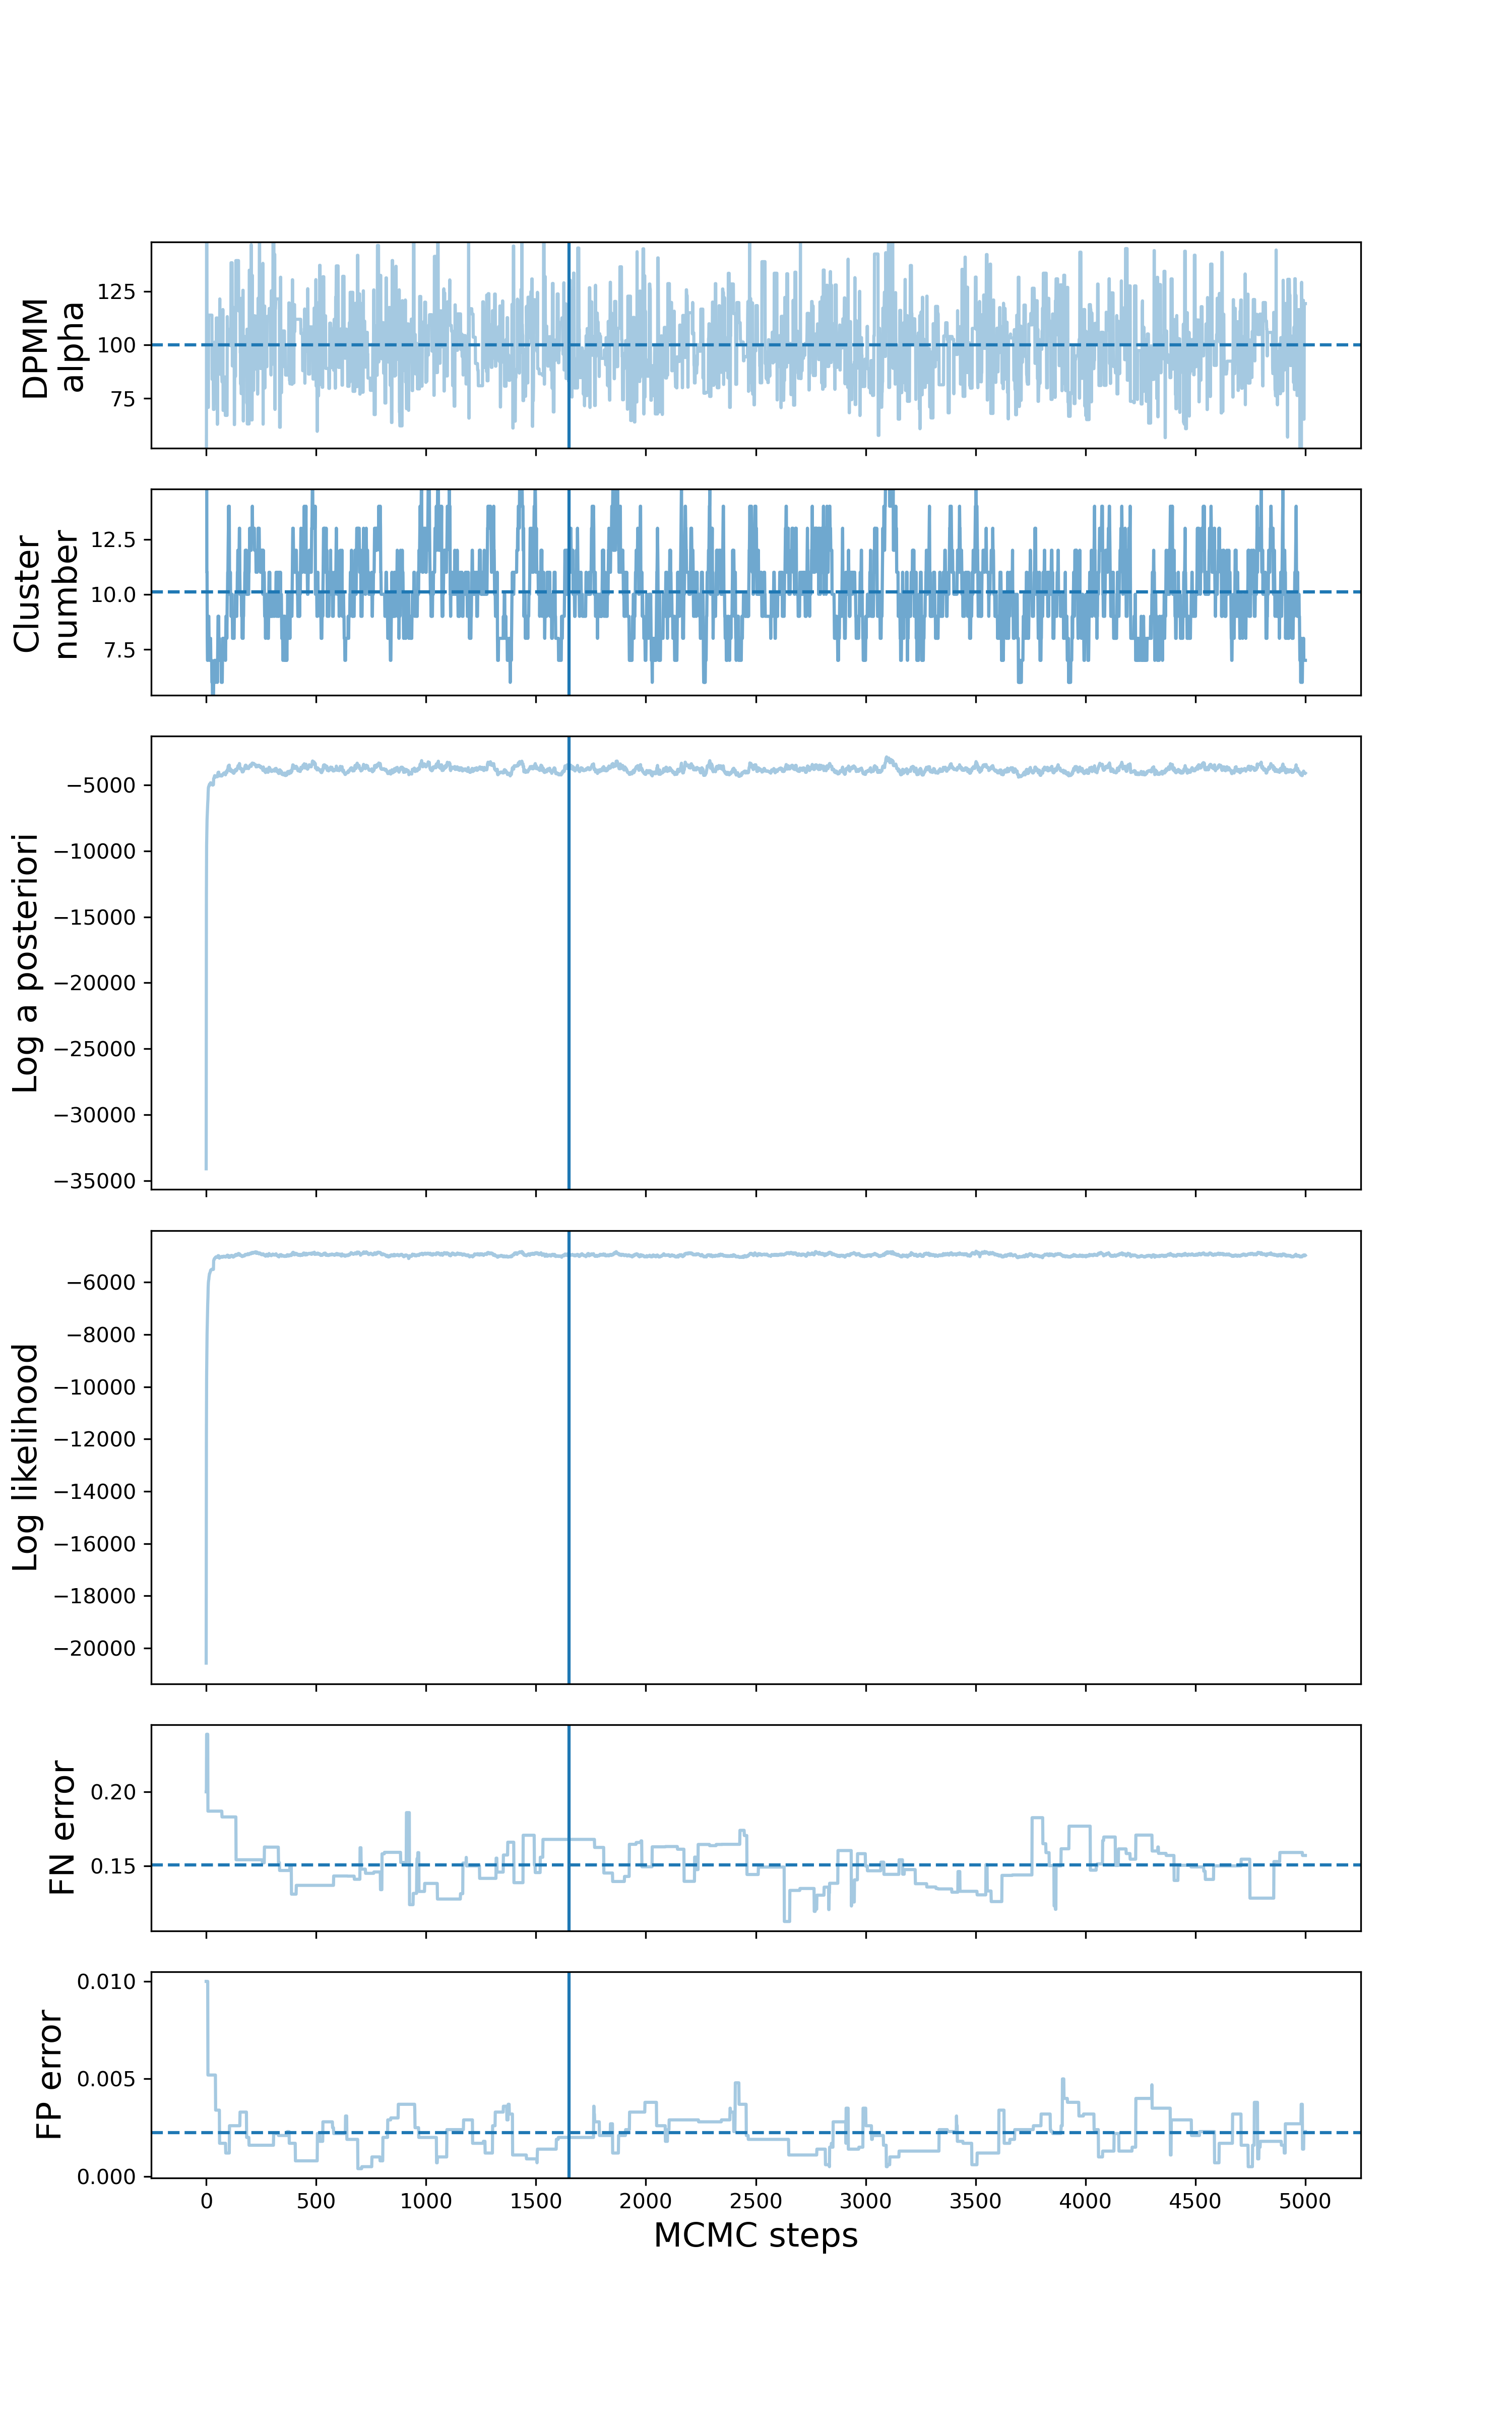 DPMM
alpha
125
100
75
Cluster
number
12.5
10.0
7.5
Log a posteriori
−5000
−10000
−15000
−20000
−25000
−30000
−35000
Log likelihood
−6000
−8000
−10000
−12000
−14000
−16000
−18000
−20000
FN error
0.20
0.15
FP error
0.010
0.005
0.000
0 500 1000 1500 2000 2500 3000 3500 4000 4500 5000
MCMC steps